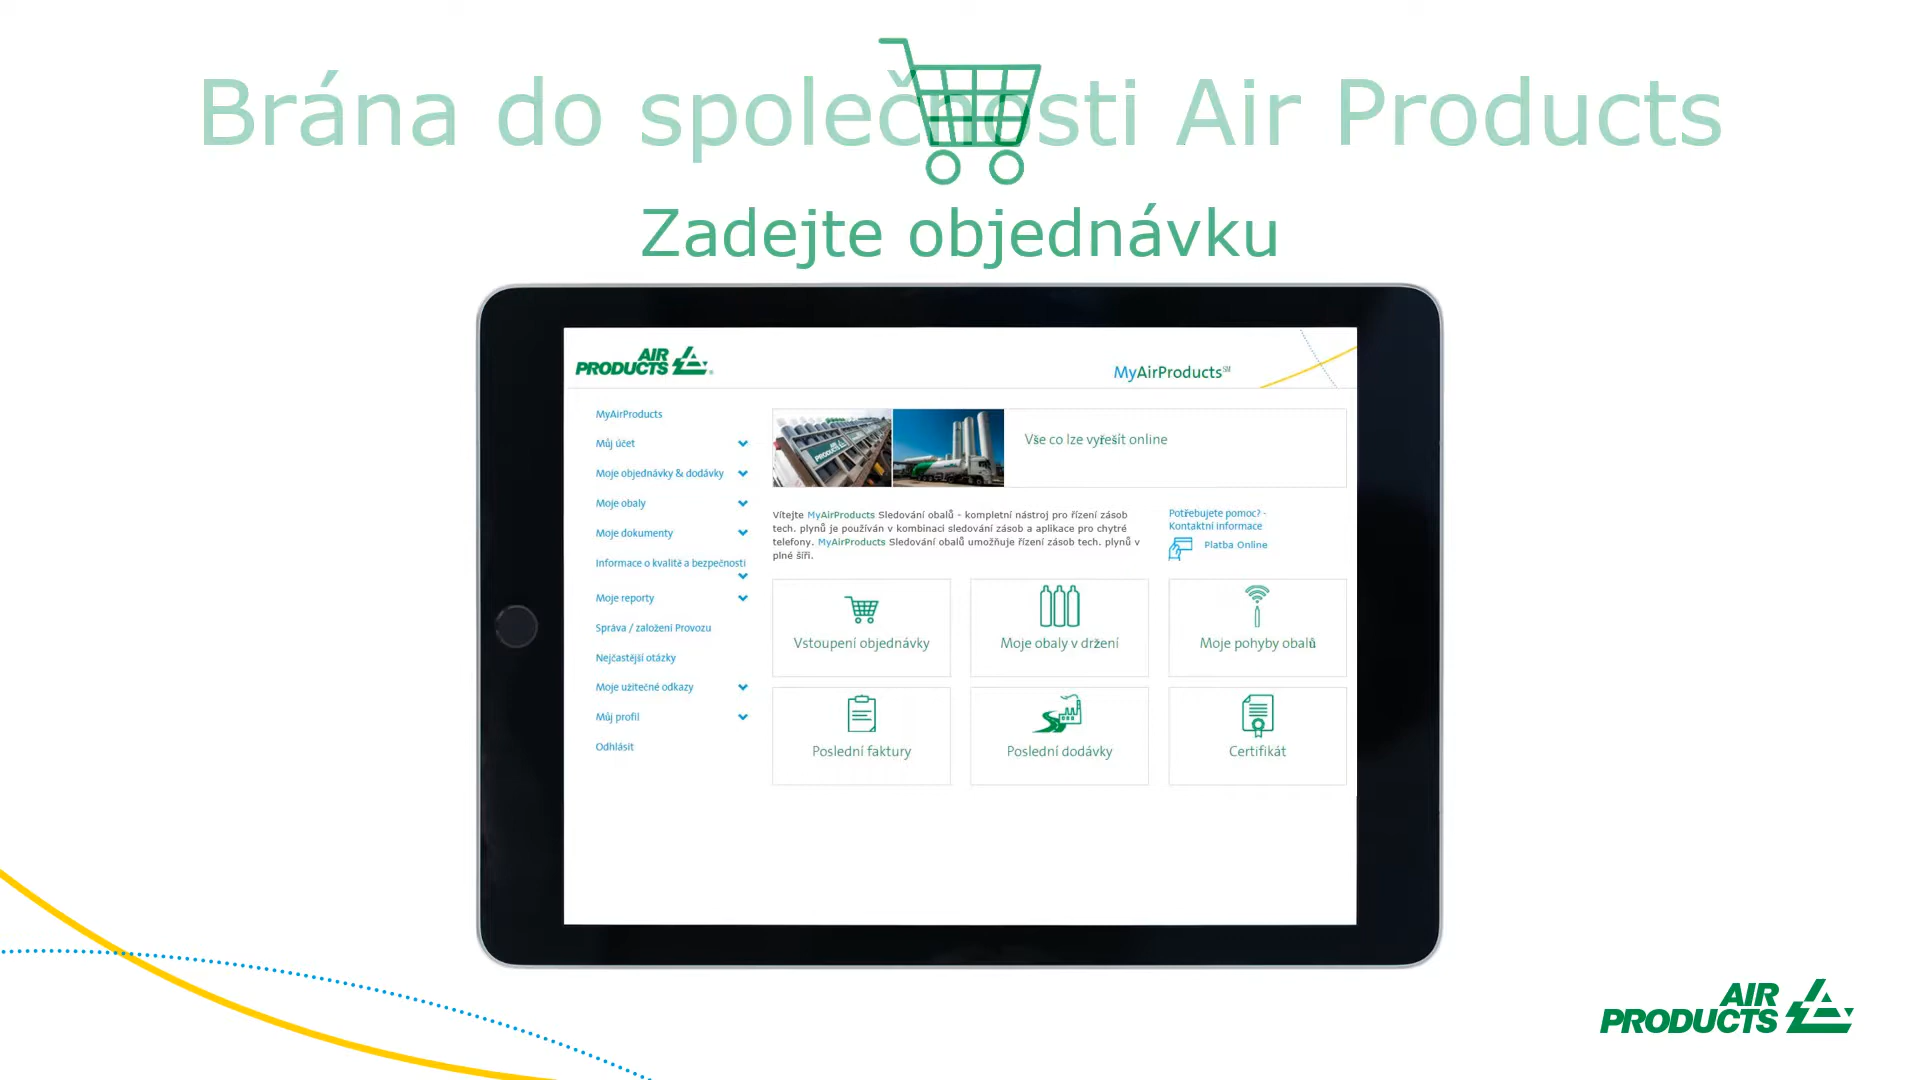 Brána do společnosti Air Products
Zadejte objednávku
AIR
PRODUCTS
MyAirProducts℠
MyAirProducts
Můj účet
Moje objednávky & dodávky
Moje obaly
Moje dokumenty
Informace o kvalitě a bezpečnosti
Moje reporty
Správa / založení Provozu
Nejčastější otázky
Moje užitečné odkazy
Můj profil
Odhlásit
PRODUCTS
Vše co lze vyřešit online
Vítejte MyAirProducts Sledování obalů - kompletní nástroj pro řízení zásob
tech. plynů je používán v kombinaci sledování zásob a aplikace pro chytré
telefony. MyAirProducts Sledování obalů umožňuje řízení zásob tech. plynů v
plné šíři.
Potřebujete pomoc? -
Kontaktní informace
Platba Online
Vstoupení objednávky
Moje obaly v držení
Moje pohyby obalů
Poslední faktury
Poslední dodávky
Certifikát
AIR
PRODUCTS